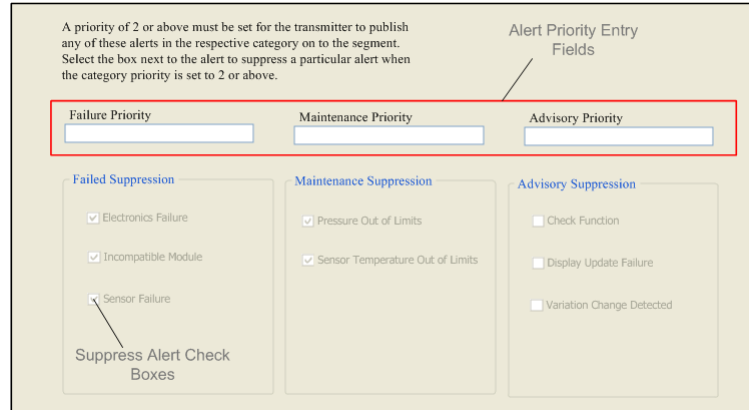 A priority of 2 or above must be set for the transmitter to publish
any of these alerts in the respective category on to the segment.
Select the box next to the alert to suppress a particular alert when
the category priority is set to 2 or above.
Alert Priority Entry
Fields
Failure Priority
Maintenance Priority
Advisory Priority
Failed Suppression
Electronics Failure
Incompatible Module
Sensor Failure
Suppress Alert Check
Boxes
Maintenance Suppression
Pressure Out of Limits
Sensor Temperature Out of Limits
Advisory Suppression
Check Function
Display Update Failure
Variation Change Detected